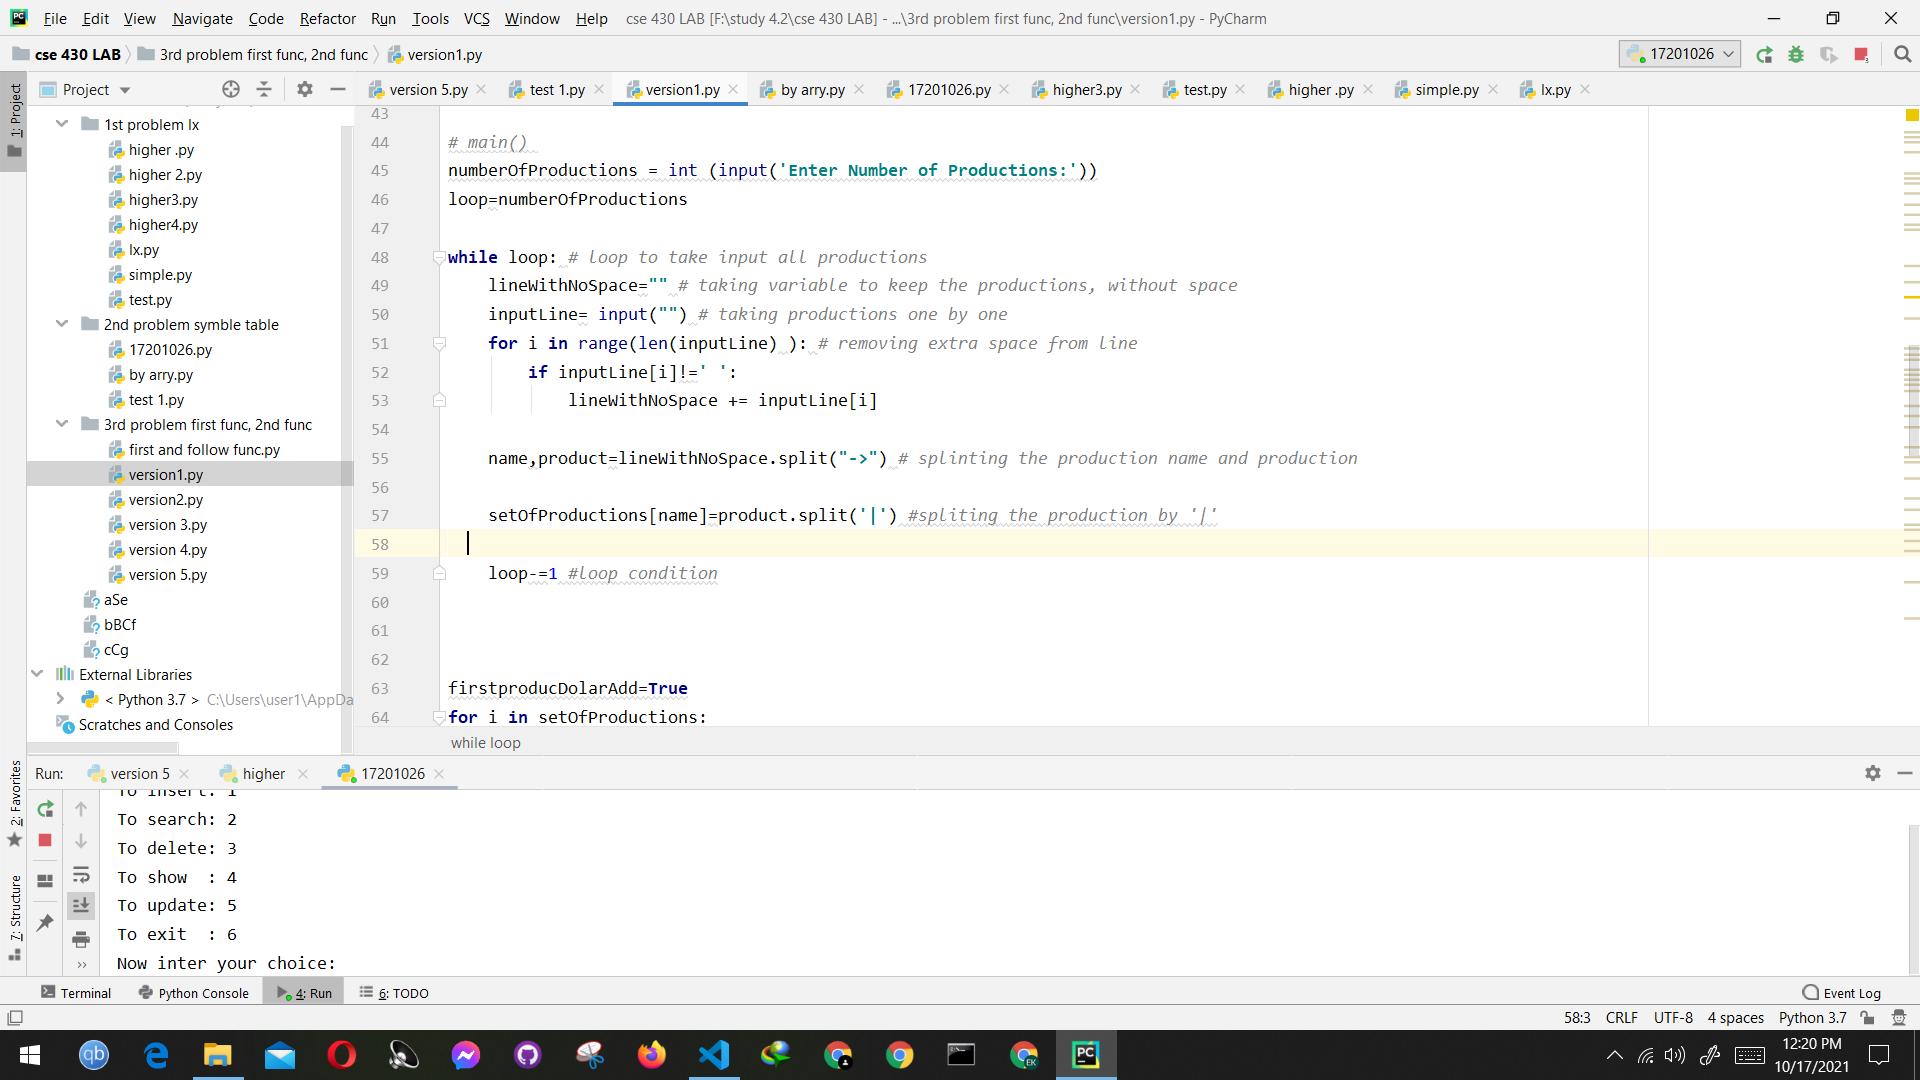 File Edit View Navigate Code Refactor Run Tools VCS Window Help cse 430 LAB [F:\study 4.2\cse 430 LAB] - ...\3rd problem first func, 2nd func\version1.py - PyCharm
cse 430 LAB 3rd problem first func, 2nd func version1.py 17201026
1: Project
Project
version 5.py test 1.py version1.py by arry.py 17201026.py higher3.py test.py higher .py simple.py lx.py
1st problem lx
higher .py
higher 2.py
higher3.py
higher4.py
lx.py
simple.py
test.py
2nd problem symble table
17201026.py
by arry.py
test 1.py
3rd problem first func, 2nd func
first and follow func.py
version1.py
version2.py
version 3.py
version 4.py
version 5.py
aSe
bBCf
cCg
External Libraries
< Python 3.7 > C:\Users\user1\AppDa
Scratches and Consoles
43
44 # main()
45 numberOfProductions = int (input('Enter Number of Productions:'))
46 loop=numberOfProductions
47
48 while loop: # loop to take input all productions
49 lineWithNoSpace="" # taking variable to keep the productions, without space
50 inputLine= input("") # taking productions one by one
51 for i in range(len(inputLine) ): # removing extra space from line
52 if inputLine[i]!=' ':
53 lineWithNoSpace += inputLine[i]
54
55 name,product=lineWithNoSpace.split("->") # splinting the production name and production
56
57 setOfProductions[name]=product.split('|') #spliting the production by '|'
58
59 loop-=1 #loop condition
60
61
62
63 firstproducDolarAdd=True
64 for i in setOfProductions:
while loop
Run: version 5 higher 17201026
2: Favorites
7: Structure
To insert: 1
To search: 2
To delete: 3
To show  : 4
To update: 5
To exit  : 6
Now inter your choice:
Terminal Python Console 4: Run 6: TODO Event Log
58:3 CRLF UTF-8 4 spaces Python 3.7
12:20 PM
10/17/2021